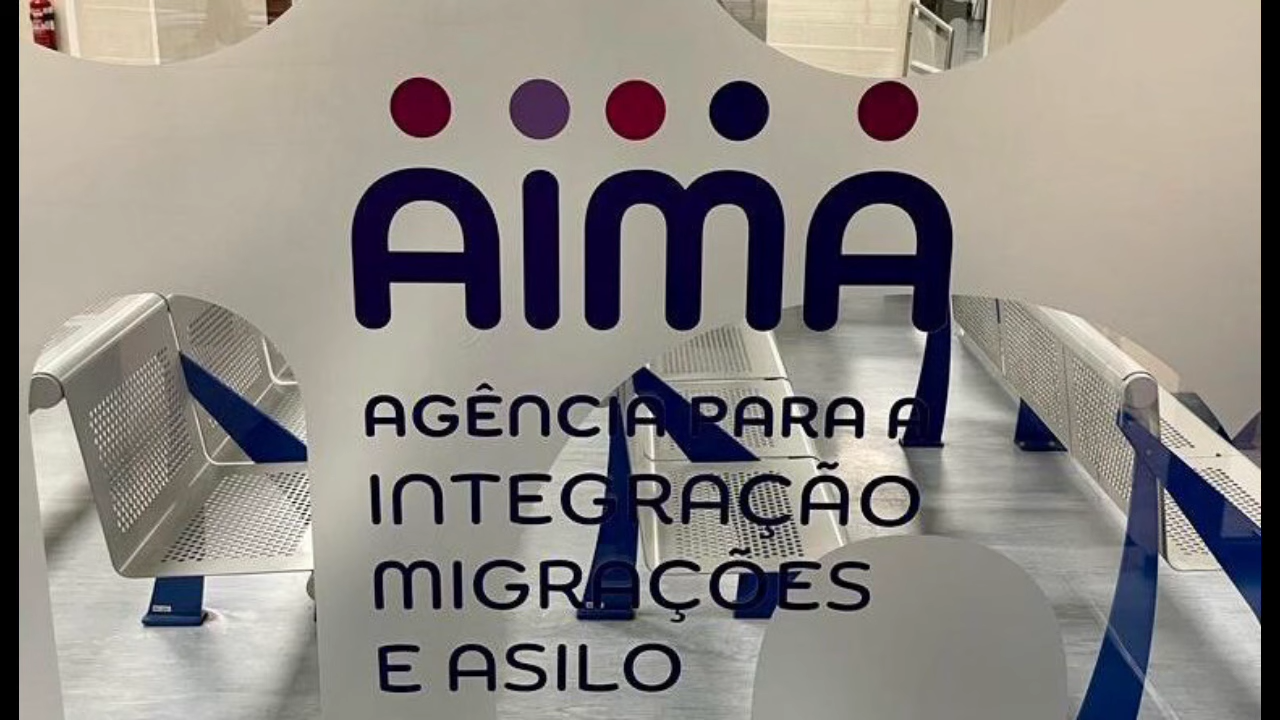 AIMA
AGÊNCIA PARA A
INTEGRAÇÃO
MIGRAÇÕES
E ASILO